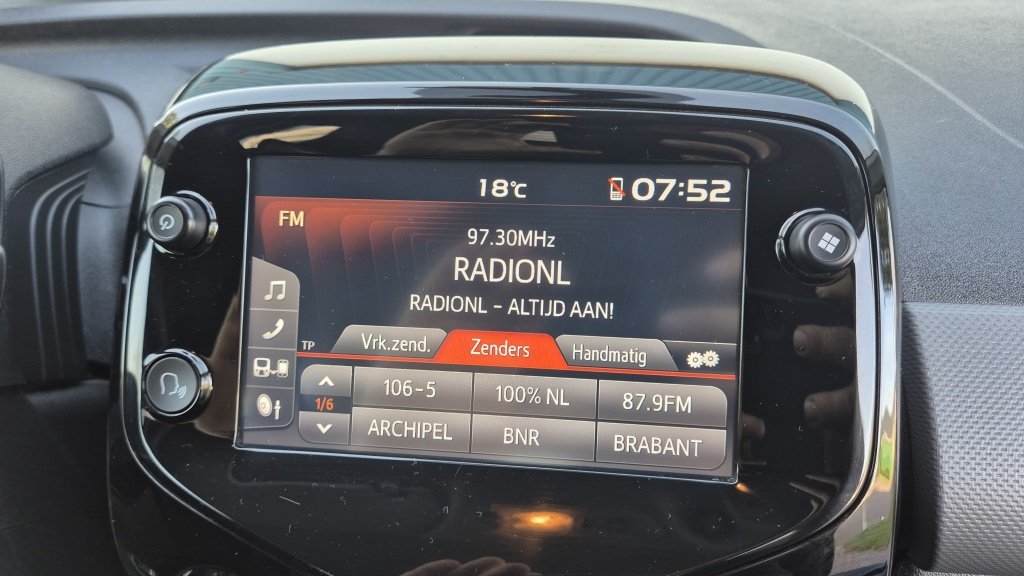 18°C 07:52
FM
97.30MHz
RADIONL
RADIONL - ALTIJD AAN!
TP Vrk.zend. Zenders Handmatig
1/6
106-5 100% NL 87.9FM
ARCHIPEL BNR BRABANT